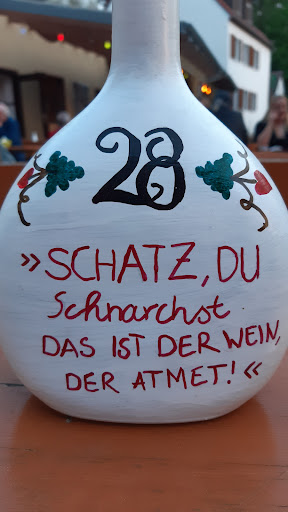 28
»SCHATZ, DU
Schnarchst
DAS IST DER WEIN,
DER ATMET!«